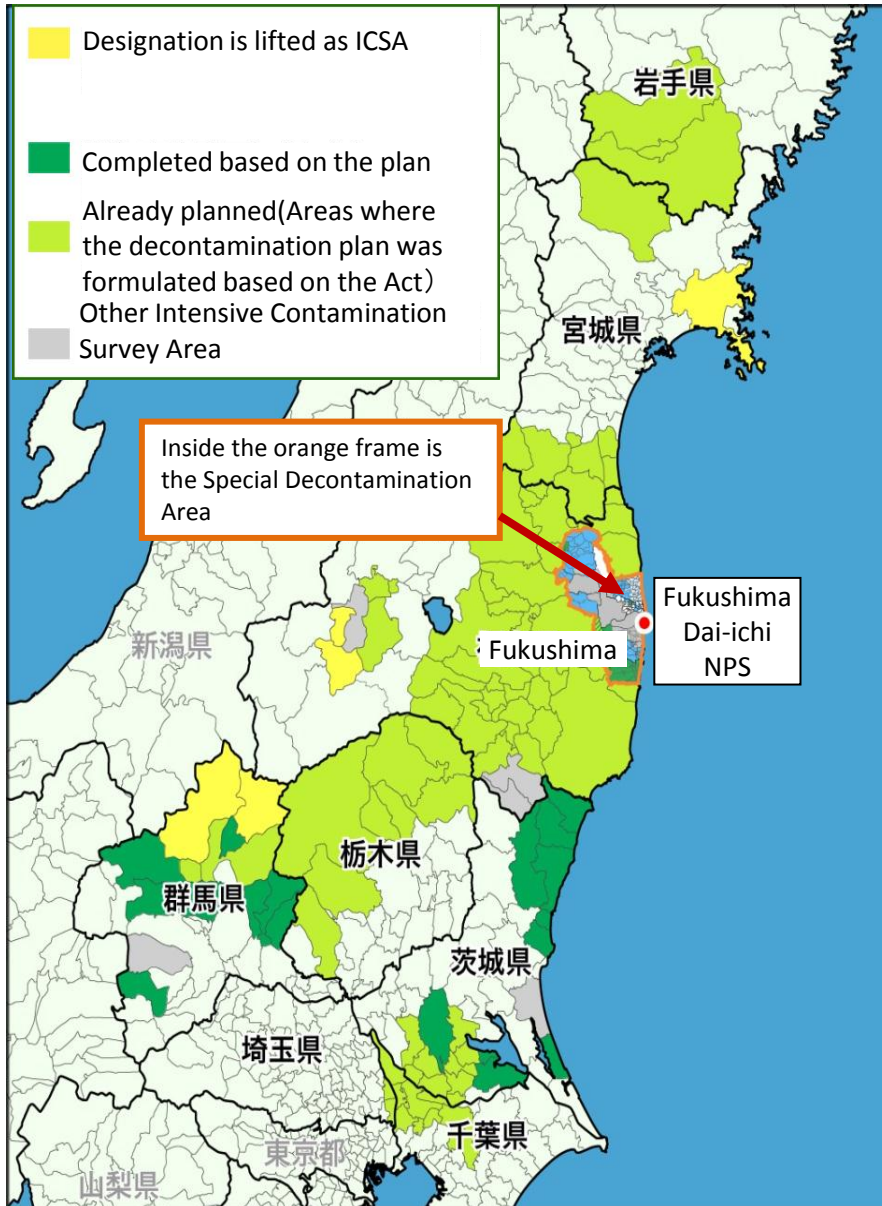 Designation is lifted as ICSA
Completed based on the plan
Already planned(Areas where
the decontamination plan was
formulated based on the Act）
Other Intensive Contamination
Survey Area
岩手県
宮城県
Inside the orange frame is
the Special Decontamination
Area
新潟県
Fukushima
Fukushima
Dai-ichi
NPS
栃木県
群馬県
茨城県
埼玉県
千葉県
東京都
山梨県